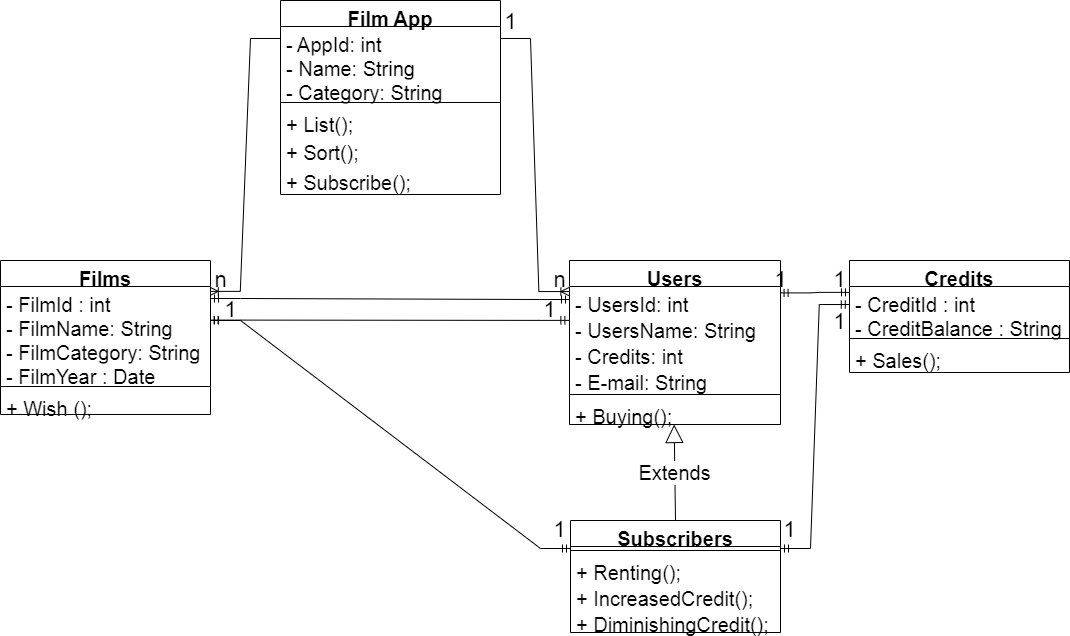 Film App
1
- AppId: int
- Name: String
- Category: String
+ List();
+ Sort();
+ Subscribe();
Films
- FilmId : int
- FilmName: String
- FilmCategory: String
- FilmYear : Date
+ Wish ();
n
1
n
1
Users
- UsersId: int
- UsersName: String
- Credits: int
- E-mail: String
+ Buying();
1
1
1
Credits
- CreditId : int
- CreditBalance : String
+ Sales();
Extends
1
Subscribers
1
+ Renting();
+ IncreasedCredit();
+ DiminishingCredit();